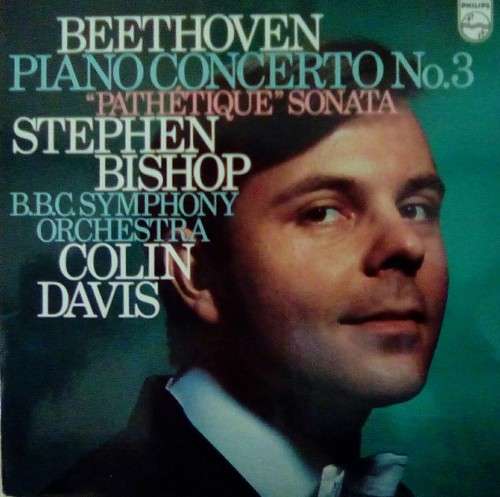 PHILIPS
BEETHOVEN
PIANO CONCERTO No.3
“PATHÉTIQUE” SONATA
STEPHEN
BISHOP
B.B.C. SYMPHONY
ORCHESTRA
COLIN
DAVIS